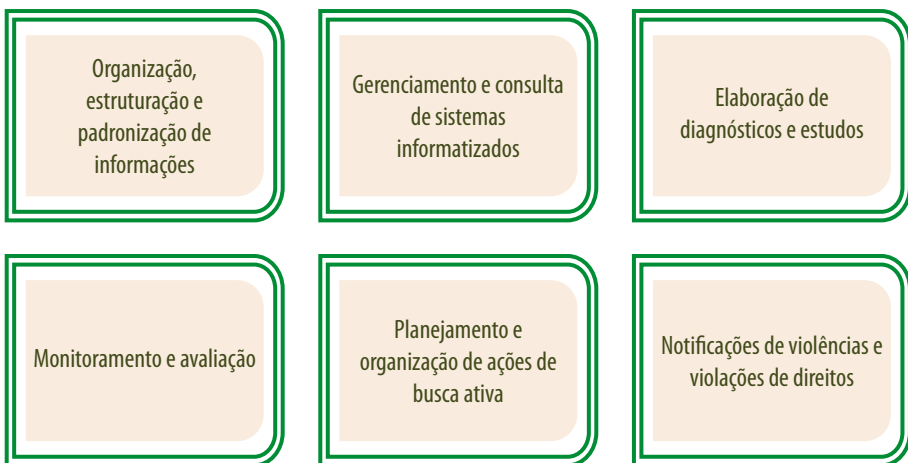 Organização,
estruturação e
padronização de
informações
Gerenciamento e consulta
de sistemas
informatizados
Elaboração de
diagnósticos e estudos
Monitoramento e avaliação
Planejamento e
organização de ações de
busca ativa
Notificações de violências e
violações de direitos